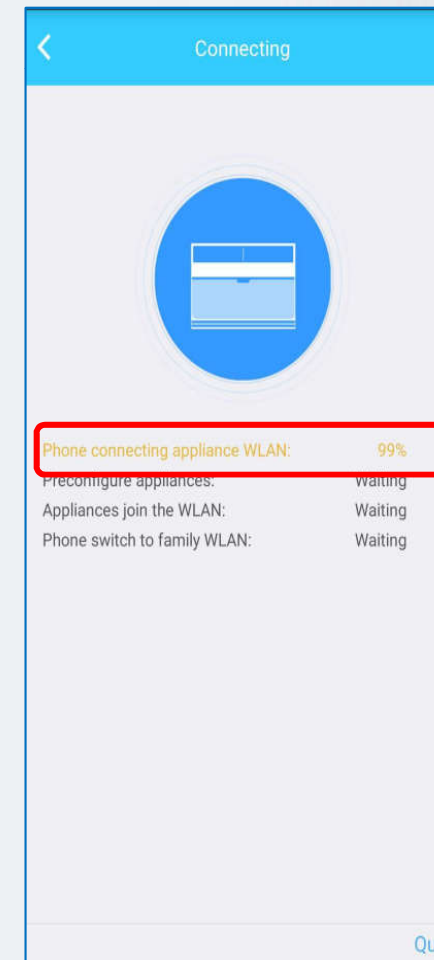 Connecting
Phone connecting appliance WLAN: 99%
Preconfigure appliances: Waiting
Appliances join the WLAN: Waiting
Phone switch to family WLAN: Waiting